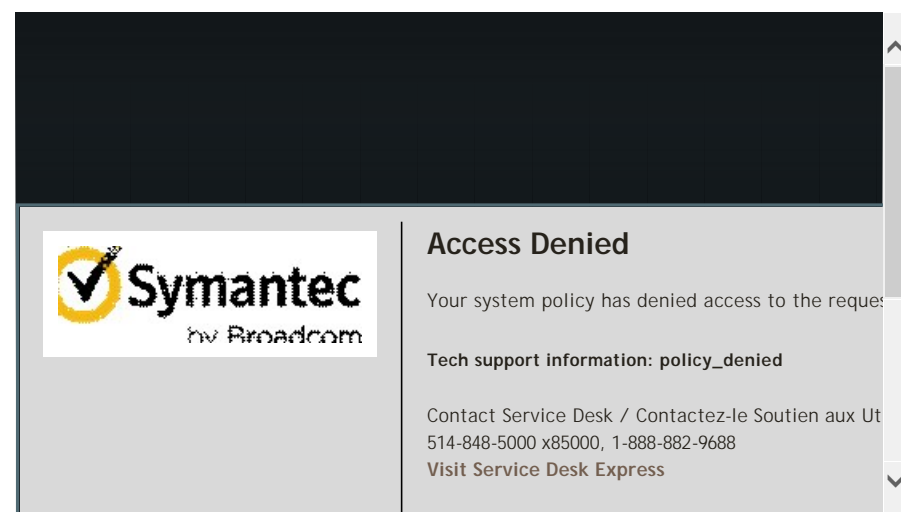 Symantec
by Broadcom
Access Denied
Your system policy has denied access to the reques
Tech support information: policy_denied
Contact Service Desk / Contactez-le Soutien aux Ut
514-848-5000 x85000, 1-888-882-9688
Visit Service Desk Express